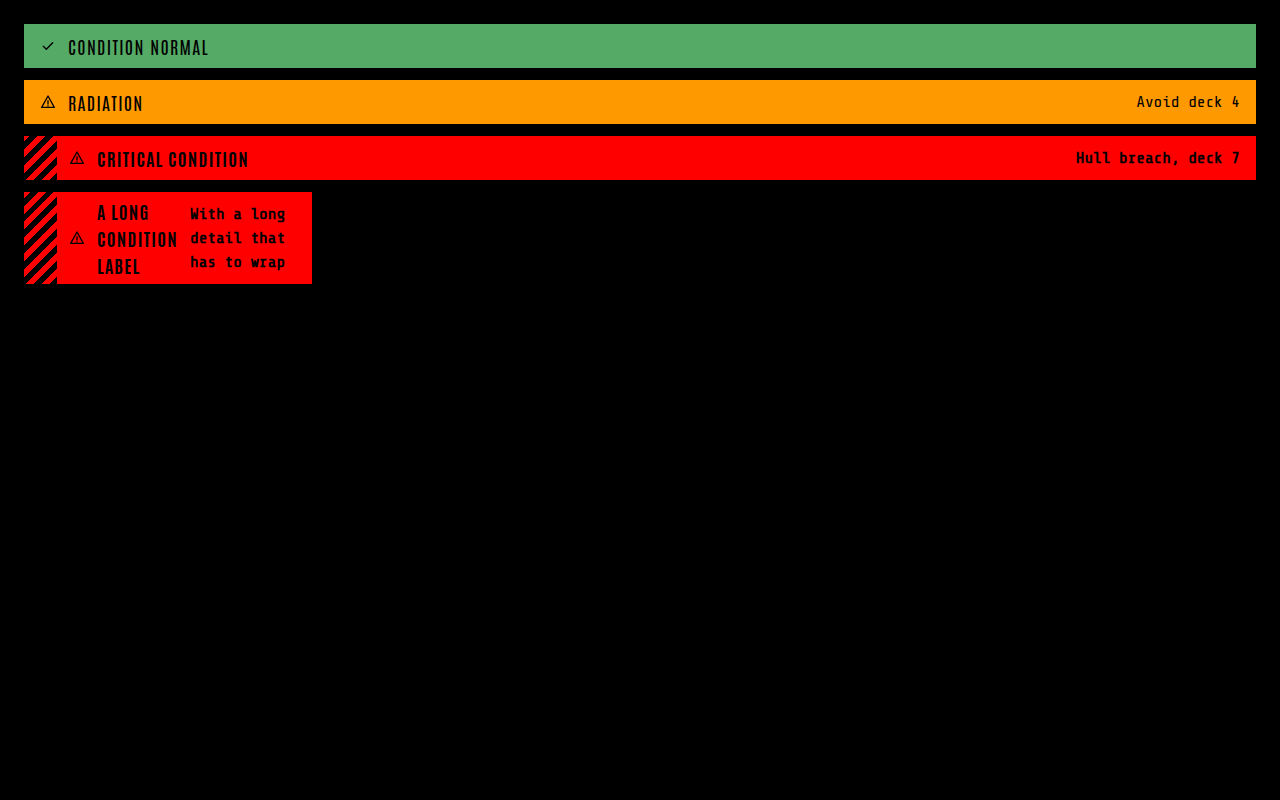 CONDITION NORMAL
RADIATION Avoid deck 4
CRITICAL CONDITION Hull breach, deck 7
A LONG
CONDITION
LABEL
With a long
detail that
has to wrap